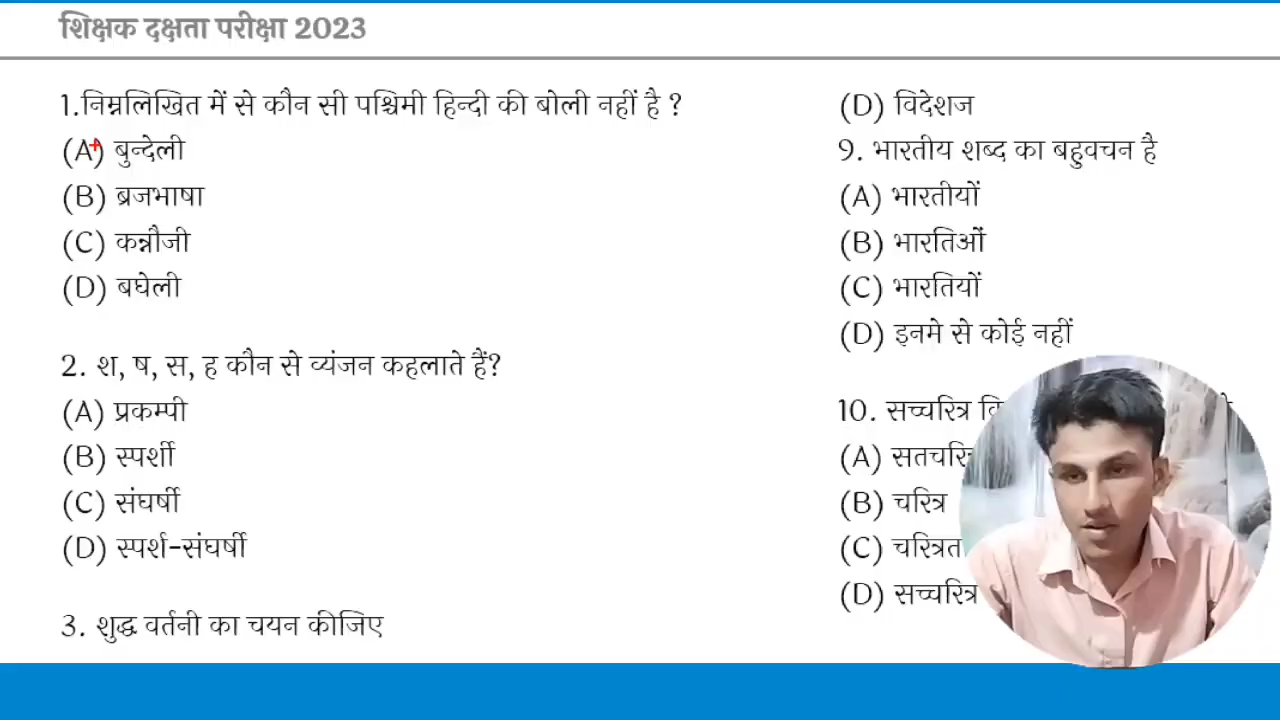 शिक्षक दक्षता परीक्षा 2023
1.निम्नलिखित में से कौन सी पश्चिमी हिन्दी की बोली नहीं है ?
(A) बुन्देली
(B) ब्रजभाषा
(C) कन्नौजी
(D) बघेली
2. श, ष, स, ह कौन से व्यंजन कहलाते हैं?
(A) प्रकम्पी
(B) स्पर्शी
(C) संघर्षी
(D) स्पर्श-संघर्षी
3. शुद्ध वर्तनी का चयन कीजिए
(D) विदेशज
9. भारतीय शब्द का बहुवचन है
(A) भारतीयों
(B) भारतिओं
(C) भारतियों
(D) इनमे से कोई नहीं
10. सच्चरित्र
(A)
(B) चरित्र
(C)
(D) सच्चरित्र